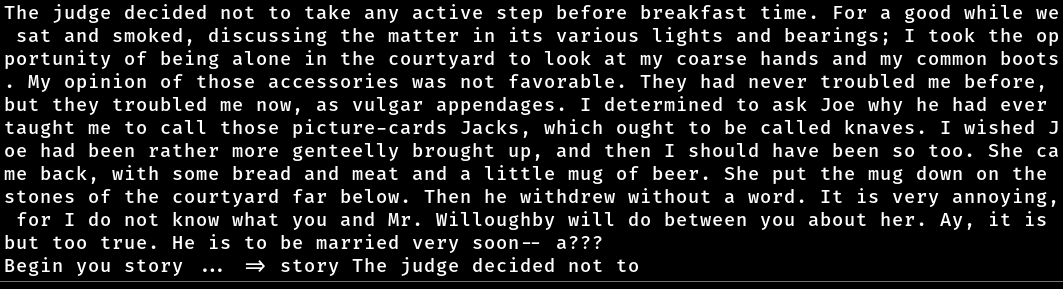 The judge decided not to take any active step before breakfast time. For a good while we
 sat and smoked, discussing the matter in its various lights and bearings; I took the op
portunity of being alone in the courtyard to look at my coarse hands and my common boots
. My opinion of those accessories was not favorable. They had never troubled me before,
but they troubled me now, as vulgar appendages. I determined to ask Joe why he had ever
taught me to call those picture-cards Jacks, which ought to be called knaves. I wished J
oe had been rather more genteelly brought up, and then I should have been so too. She ca
me back, with some bread and meat and a little mug of beer. She put the mug down on the
stones of the courtyard far below. Then he withdrew without a word. It is very annoying,
 for I do not know what you and Mr. Willoughby will do between you about her. Ay, it is
but too true. He is to be married very soon-- a???
Begin you story ... => story The judge decided not to